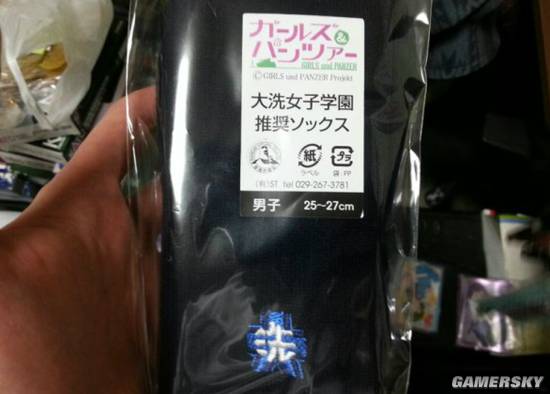 ガールズ&
パンツァー
GIRLS und PANZER
©GIRLS und PANZER Projekt
大洗女子学園
推奨ソックス
紙
ラベル
プラ
袋:PP
(有)ST tel 029-267-3781
男子 25～27cm
洗
GAMERSKY